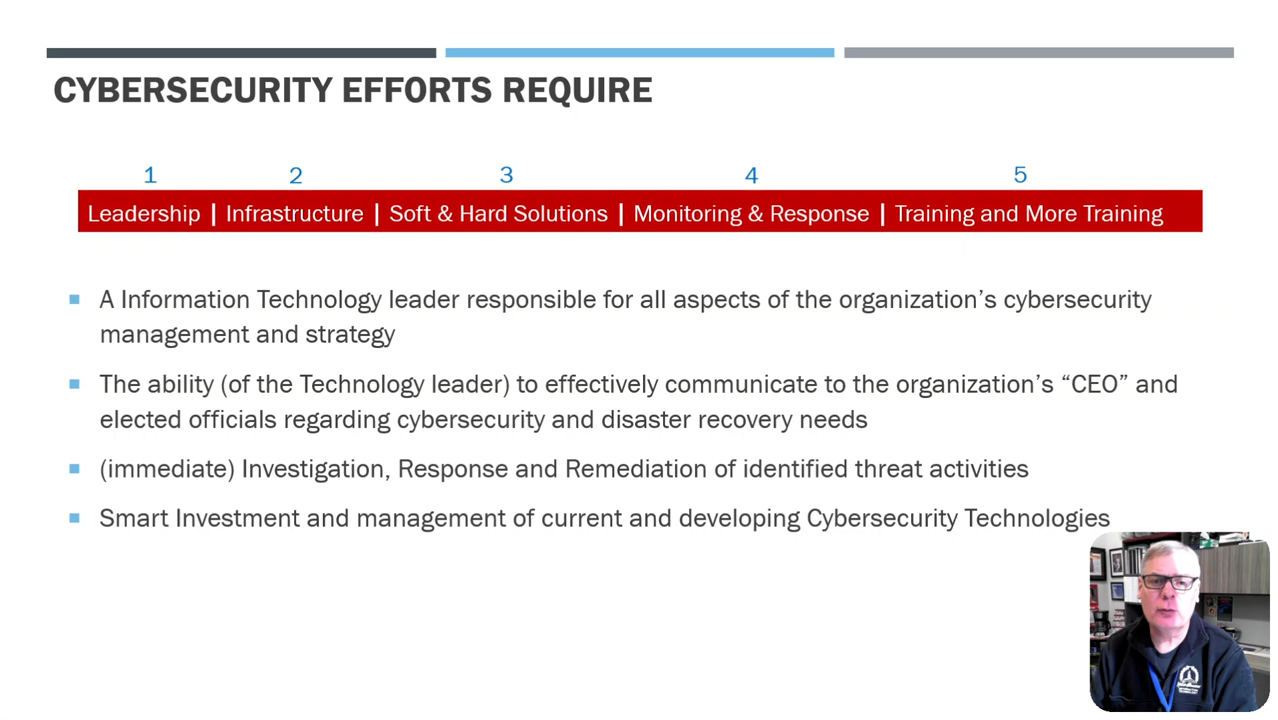 CYBERSECURITY EFFORTS REQUIRE
1 2 3 4 5
Leadership | Infrastructure | Soft & Hard Solutions | Monitoring & Response | Training and More Training
A Information Technology leader responsible for all aspects of the organization’s cybersecurity
management and strategy
The ability (of the Technology leader) to effectively communicate to the organization’s “CEO” and
elected officials regarding cybersecurity and disaster recovery needs
(immediate) Investigation, Response and Remediation of identified threat activities
Smart Investment and management of current and developing Cybersecurity Technologies